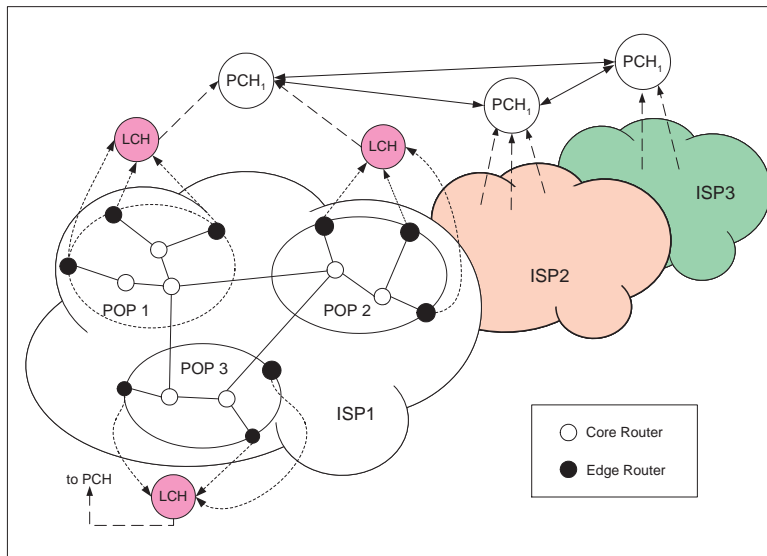 PCH₁
PCH₁
PCH₁
LCH
LCH
ISP3
ISP2
POP 1
POP 2
POP 3
ISP1
Core Router
Edge Router
to PCH
LCH